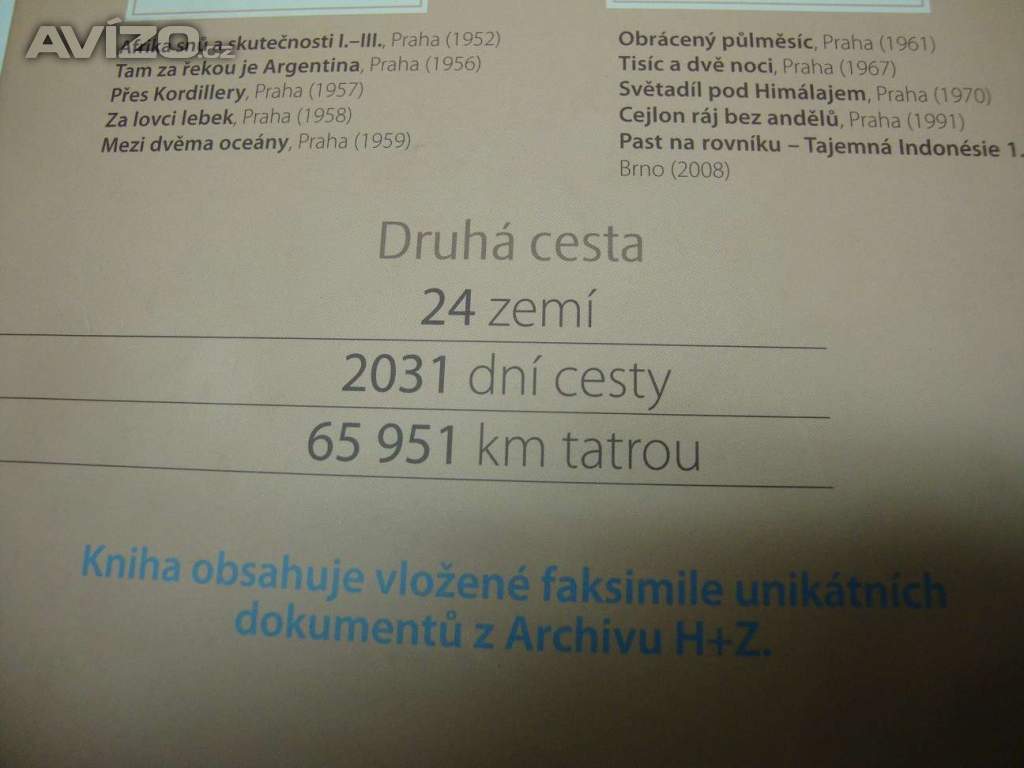 AVÍZO.cz
Afrika snů a skutečnosti I.–III., Praha (1952)
Tam za řekou je Argentina, Praha (1956)
Přes Kordillery, Praha (1957)
Za lovci lebek, Praha (1958)
Mezi dvěma oceány, Praha (1959)
Obrácený půlměsíc, Praha (1961)
Tisíc a dvě noci, Praha (1967)
Světadíl pod Himálajem, Praha (1970)
Cejlon ráj bez andělů, Praha (1991)
Past na rovníku – Tajemná Indonésie 1.
Brno (2008)
Druhá cesta
24 zemí
2031 dní cesty
65 951 km tatrou
Kniha obsahuje vložené faksimile unikátních
dokumentů z Archivu H+Z.